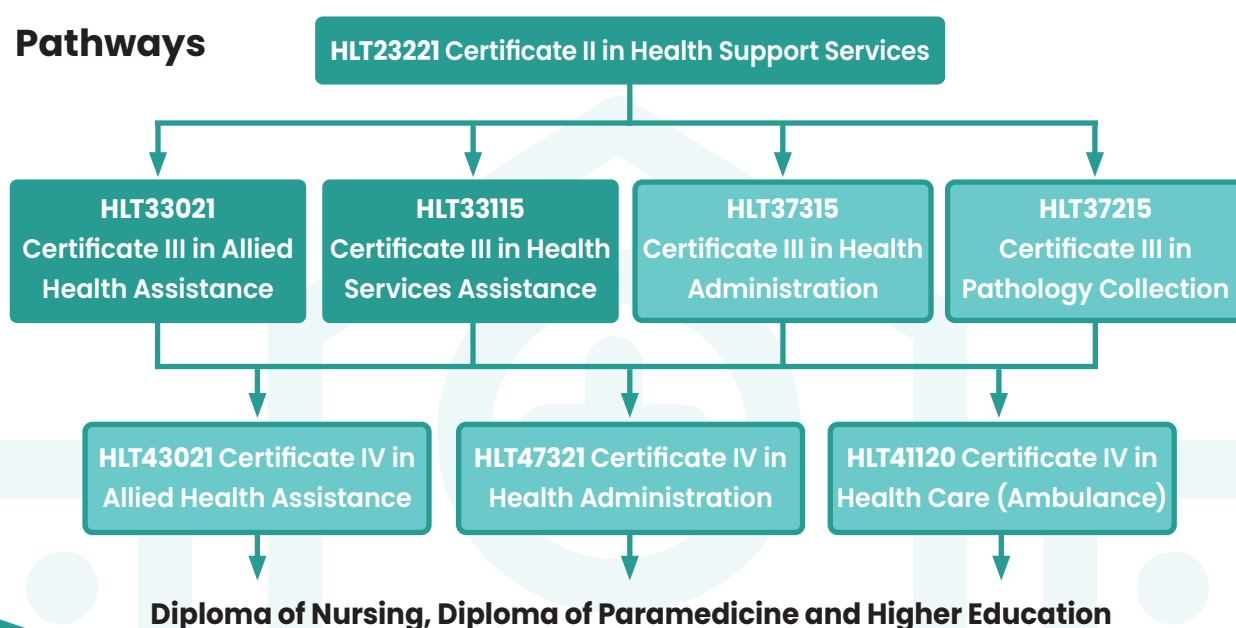 Pathways
HLT23221 Certificate II in Health Support Services
HLT33021
Certificate III in Allied
Health Assistance
HLT33115
Certificate III in Health
Services Assistance
HLT37315
Certificate III in Health
Administration
HLT37215
Certificate III in
Pathology Collection
HLT43021 Certificate IV in
Allied Health Assistance
HLT47321 Certificate IV in
Health Administration
HLT41120 Certificate IV in
Health Care (Ambulance)
Diploma of Nursing, Diploma of Paramedicine and Higher Education